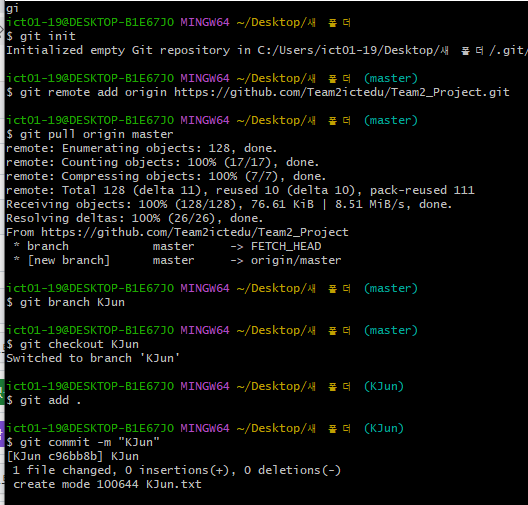 gi
ict01-19@DESKTOP-B1E67JO MINGW64 ~/Desktop/새 폴더
$ git init
Initialized empty Git repository in C:/Users/ict01-19/Desktop/새 폴더/.git/
ict01-19@DESKTOP-B1E67JO MINGW64 ~/Desktop/새 폴더 (master)
$ git remote add origin https://github.com/Team2ictedu/Team2_Project.git
ict01-19@DESKTOP-B1E67JO MINGW64 ~/Desktop/새 폴더 (master)
$ git pull origin master
remote: Enumerating objects: 128, done.
remote: Counting objects: 100% (17/17), done.
remote: Compressing objects: 100% (7/7), done.
remote: Total 128 (delta 11), reused 10 (delta 10), pack-reused 111
Receiving objects: 100% (128/128), 76.61 KiB | 8.51 MiB/s, done.
Resolving deltas: 100% (26/26), done.
From https://github.com/Team2ictedu/Team2_Project
 * branch            master     -> FETCH_HEAD
 * [new branch]      master     -> origin/master
ict01-19@DESKTOP-B1E67JO MINGW64 ~/Desktop/새 폴더 (master)
$ git branch KJun
ict01-19@DESKTOP-B1E67JO MINGW64 ~/Desktop/새 폴더 (master)
$ git checkout KJun
Switched to branch 'KJun'
ict01-19@DESKTOP-B1E67JO MINGW64 ~/Desktop/새 폴더 (KJun)
$ git add .
ict01-19@DESKTOP-B1E67JO MINGW64 ~/Desktop/새 폴더 (KJun)
$ git commit -m "KJun"
[KJun c96bb8b] KJun
 1 file changed, 0 insertions(+), 0 deletions(-)
 create mode 100644 KJun.txt